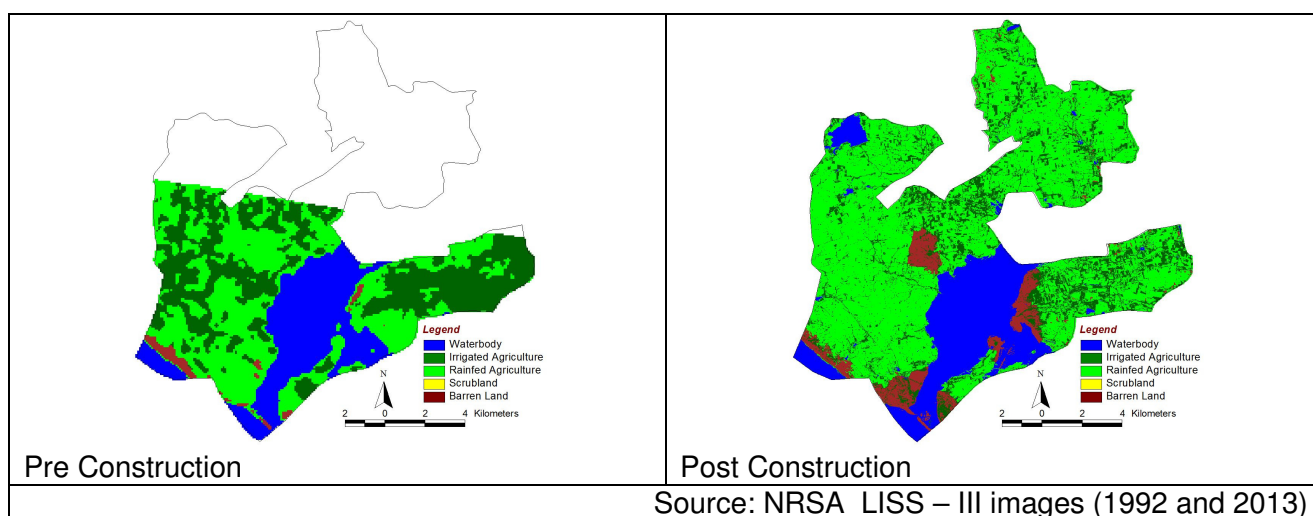 Legend
Waterbody
Irrigated Agriculture
Rainfed Agriculture
Scrubland
Barren Land
N
2 0 2 4 Kilometers
Pre Construction
Legend
Waterbody
Irrigated Agriculture
Rainfed Agriculture
Scrubland
Barren Land
N
2 0 2 4 Kilometers
Post Construction
Source: NRSA LISS – III images (1992 and 2013)